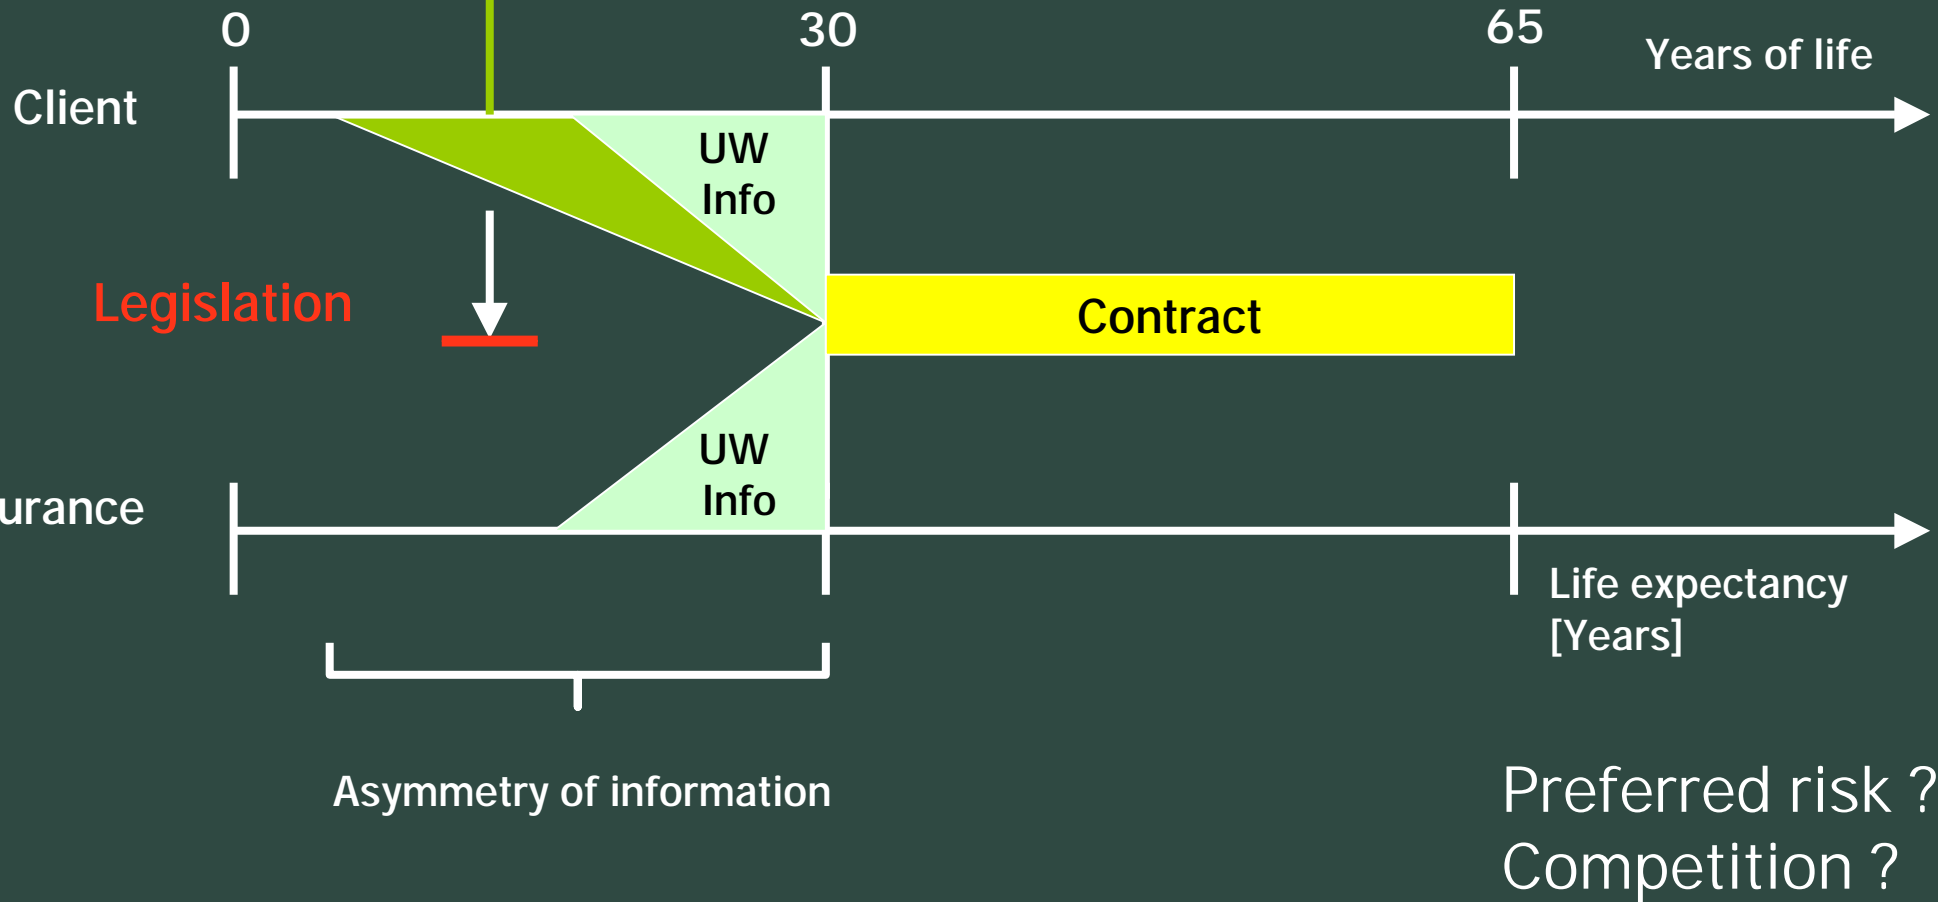 0
30
65
Years of life
Client
UW
Info
Legislation
Contract
UW
Info
urance
Life expectancy
[Years]
Asymmetry of information
Preferred risk ?
Competition ?